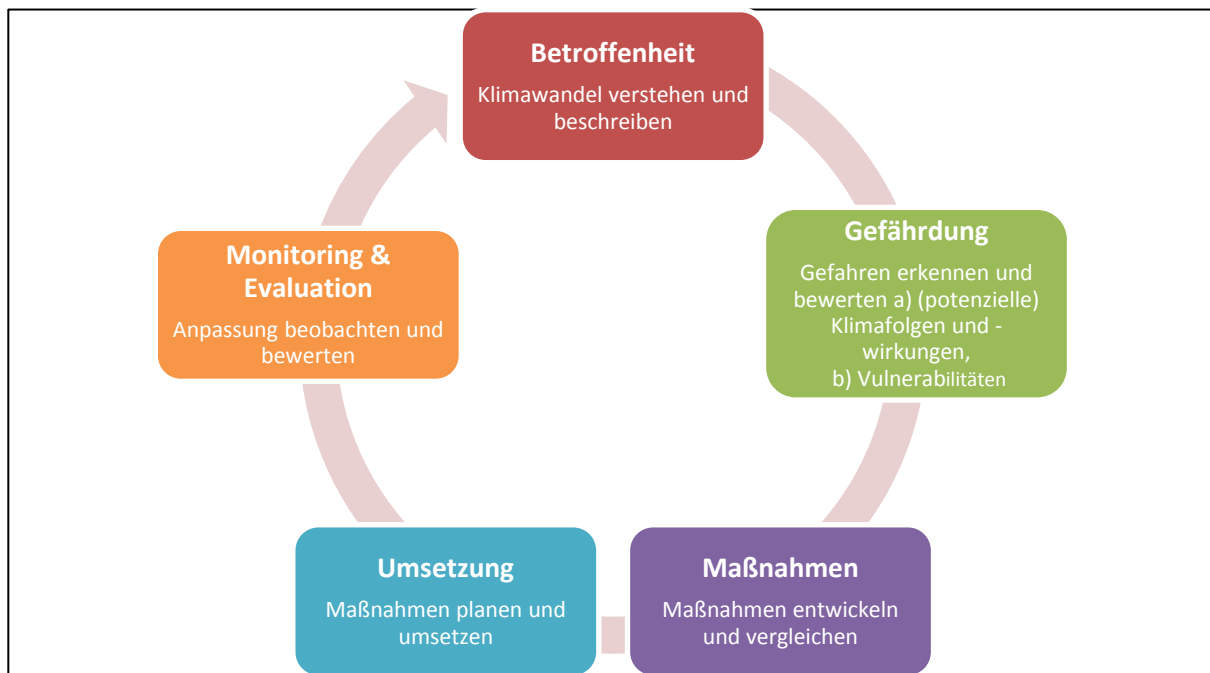 Betroffenheit
Klimawandel verstehen und
beschreiben
Gefährdung
Gefahren erkennen und
bewerten a) (potenzielle)
Klimafolgen und -
wirkungen,
b) Vulnerabilitäten
Maßnahmen
Maßnahmen entwickeln
und vergleichen
Umsetzung
Maßnahmen planen und
umsetzen
Monitoring &
Evaluation
Anpassung beobachten und
bewerten